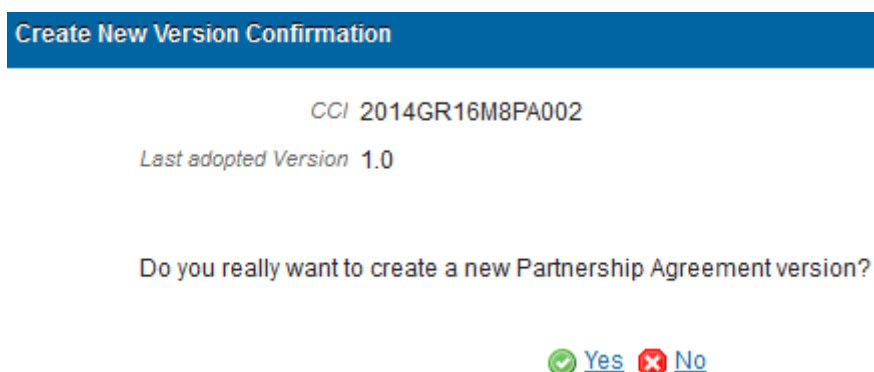 Create New Version Confirmation
CCI 2014GR16M8PA002
Last adopted Version 1.0
Do you really want to create a new Partnership Agreement version?
Yes No